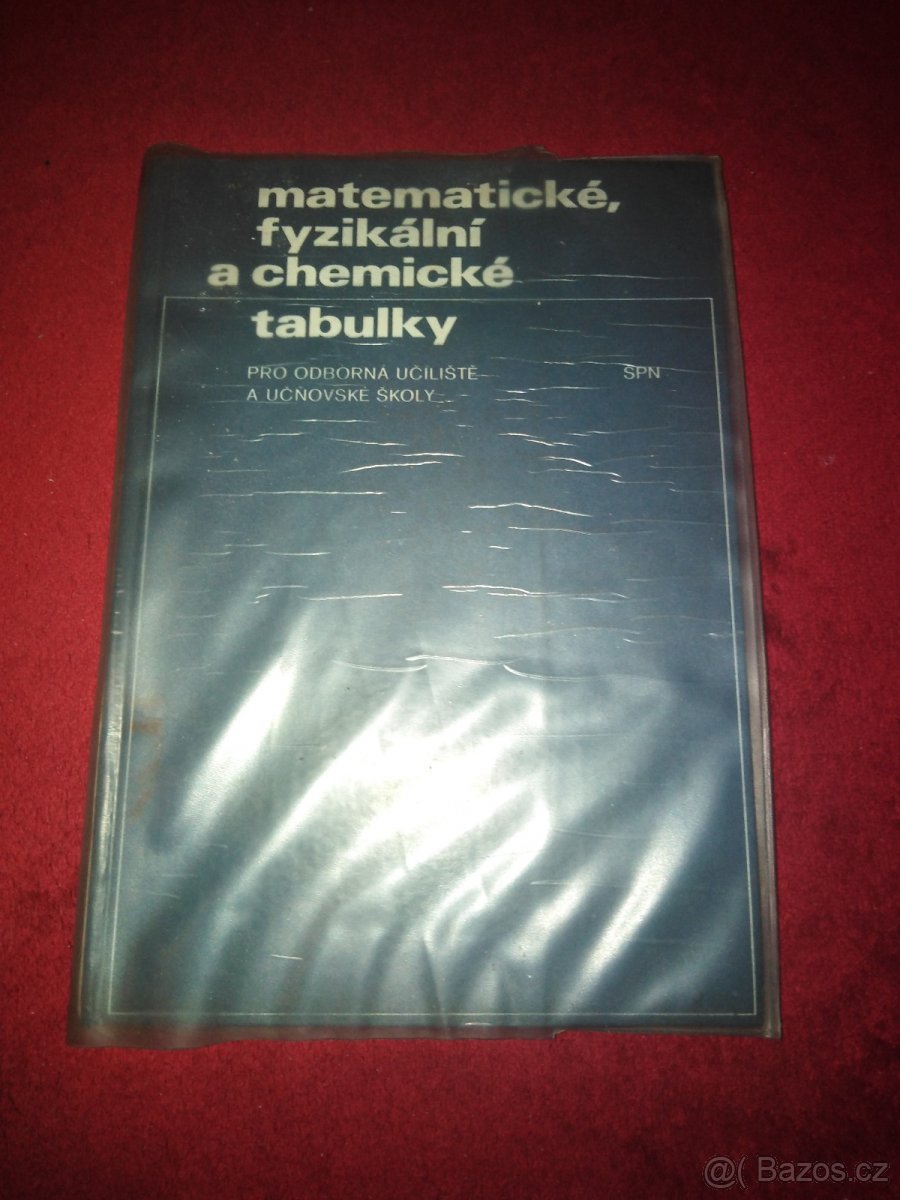 matematické,
fyzikální
a chemické
tabulky
PRO ODBORNÁ UČILIŠTĚ
A UČŇOVSKÉ ŠKOLY
SPN
@( Bazos.cz